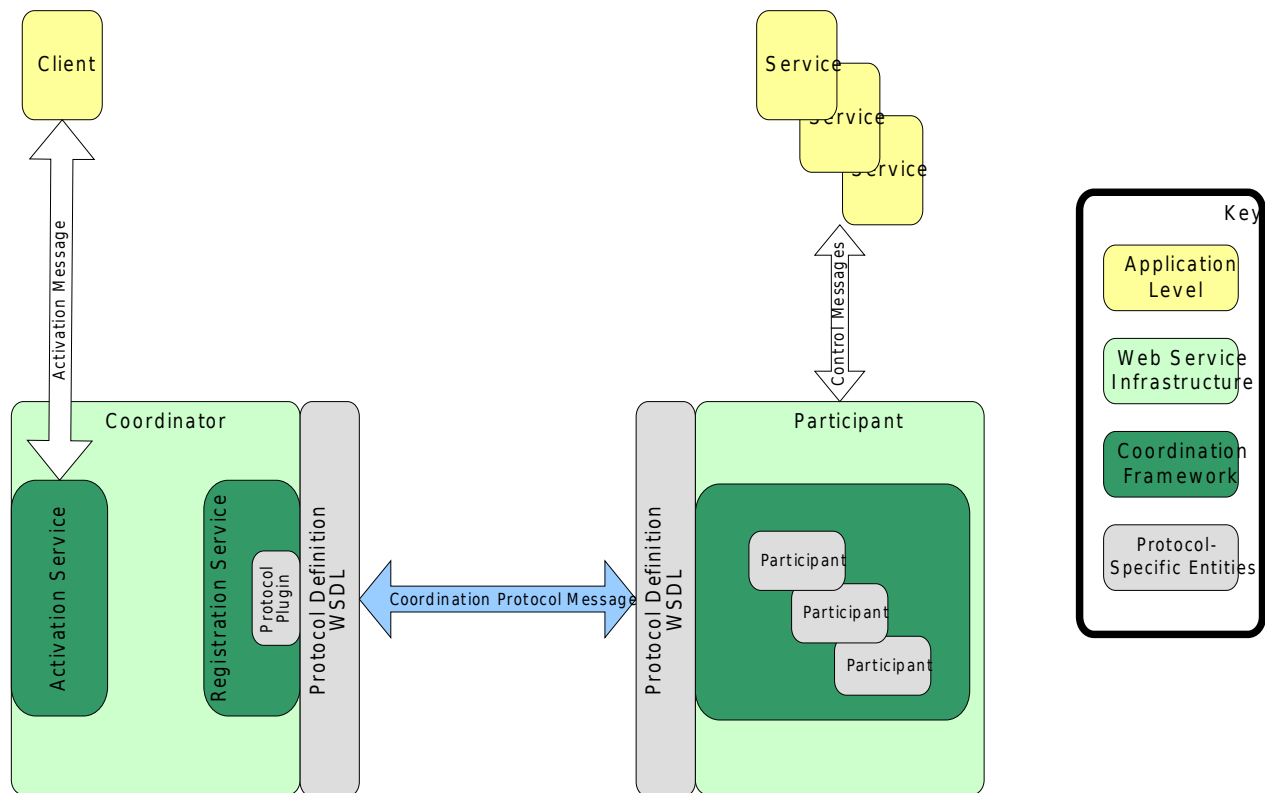 Client
Service
Service
Service
Activation Message
Control Messages
Key
Application
Level
Web Service
Infrastructure
Coordination
Framework
Protocol-
Specific Entities
Coordinator
Activation Service
Registration Service
Protocol
Plugin
Protocol Definition
WSDL
Coordination Protocol Message
Protocol Definition
WSDL
Participant
Participant
Participant
Participant